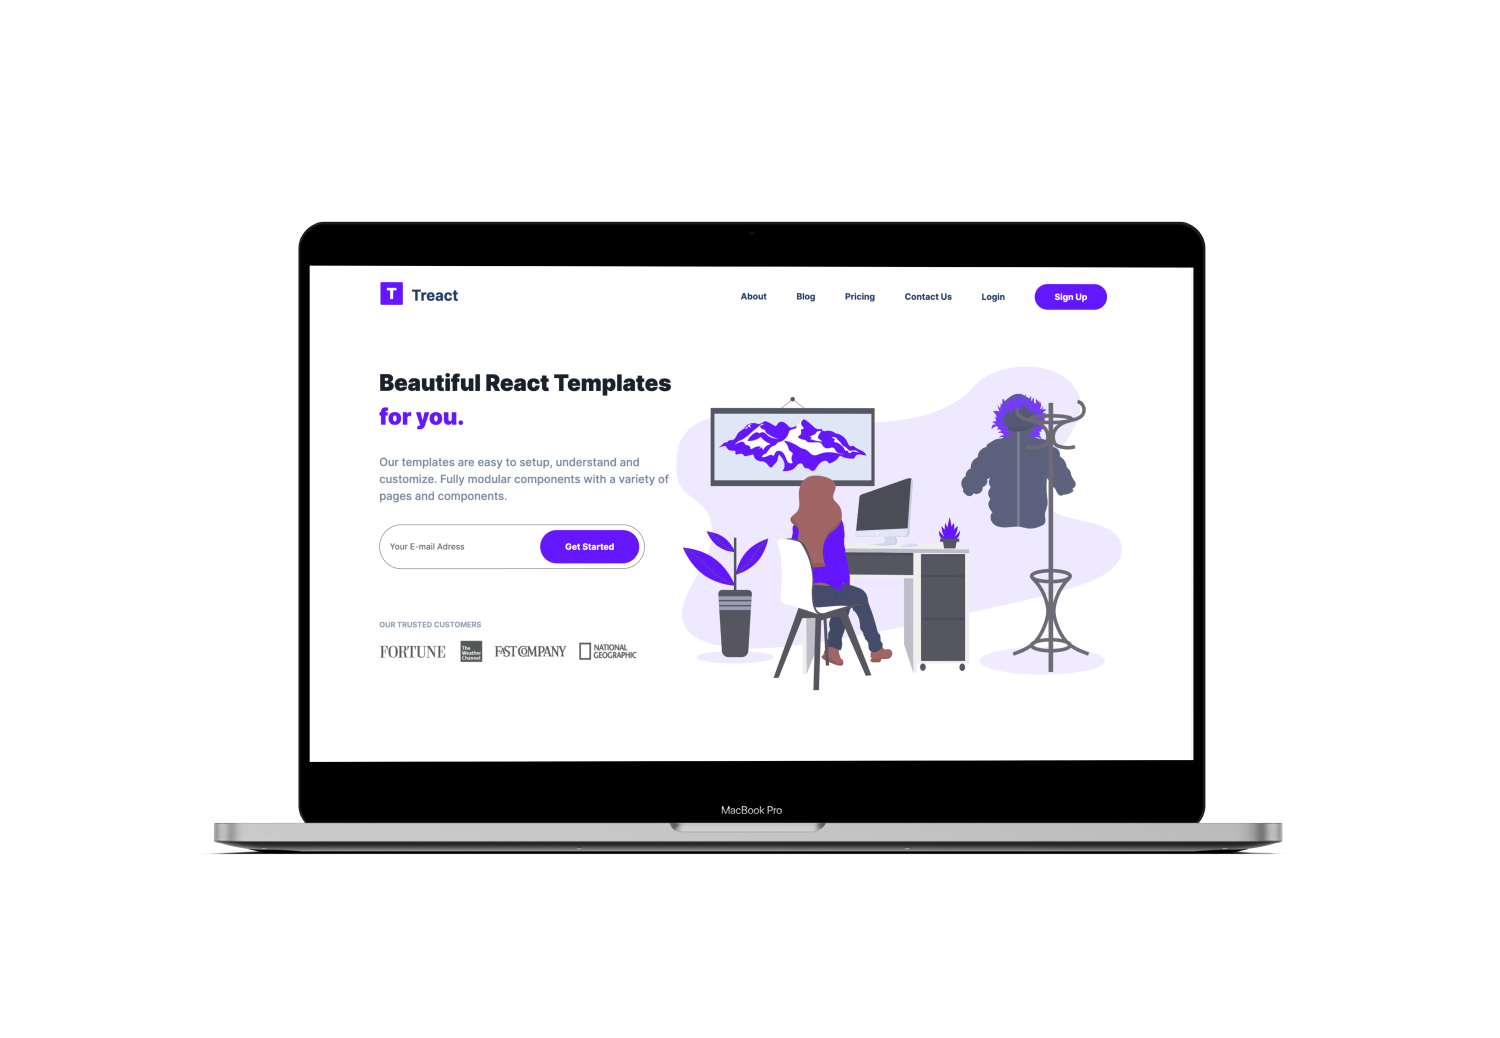 T Treact
About Blog Pricing Contact Us Login Sign Up
Beautiful React Templates
for you.
Our templates are easy to setup, understand and
customize. Fully modular components with a variety of
pages and components.
Your E-mail Adress
Get Started
OUR TRUSTED CUSTOMERS
FORTUNE
The
Weather
Channel
FAST COMPANY
NATIONAL
GEOGRAPHIC
MacBook Pro